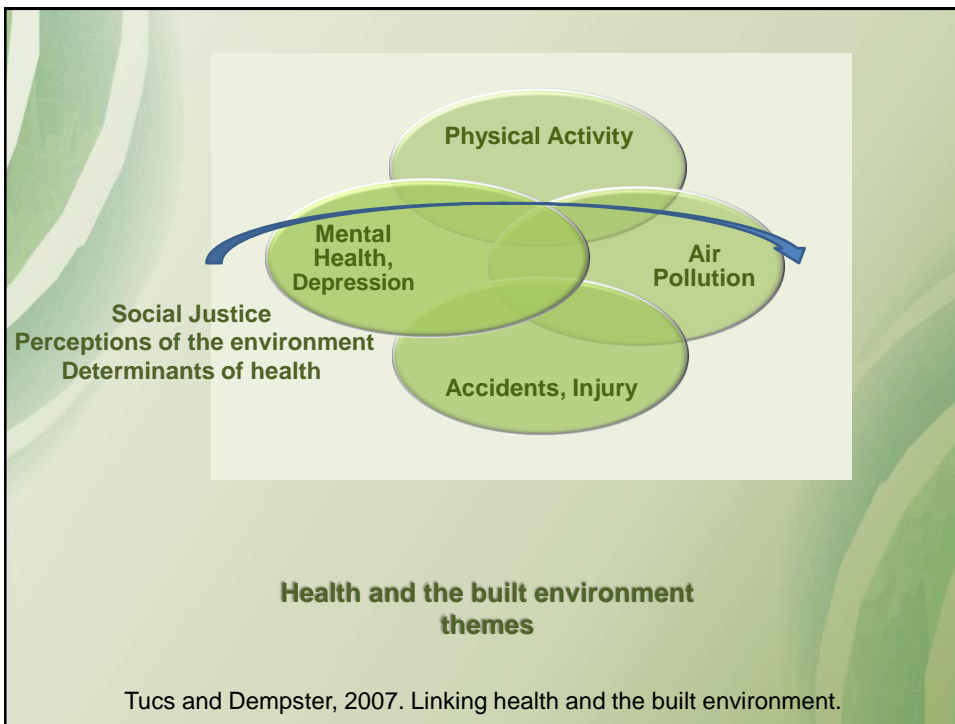 Physical Activity
Mental
Health,
Depression
Air
Pollution
Social Justice
Perceptions of the environment
Determinants of health
Accidents, Injury
Health and the built environment
themes
Tucs and Dempster, 2007. Linking health and the built environment.